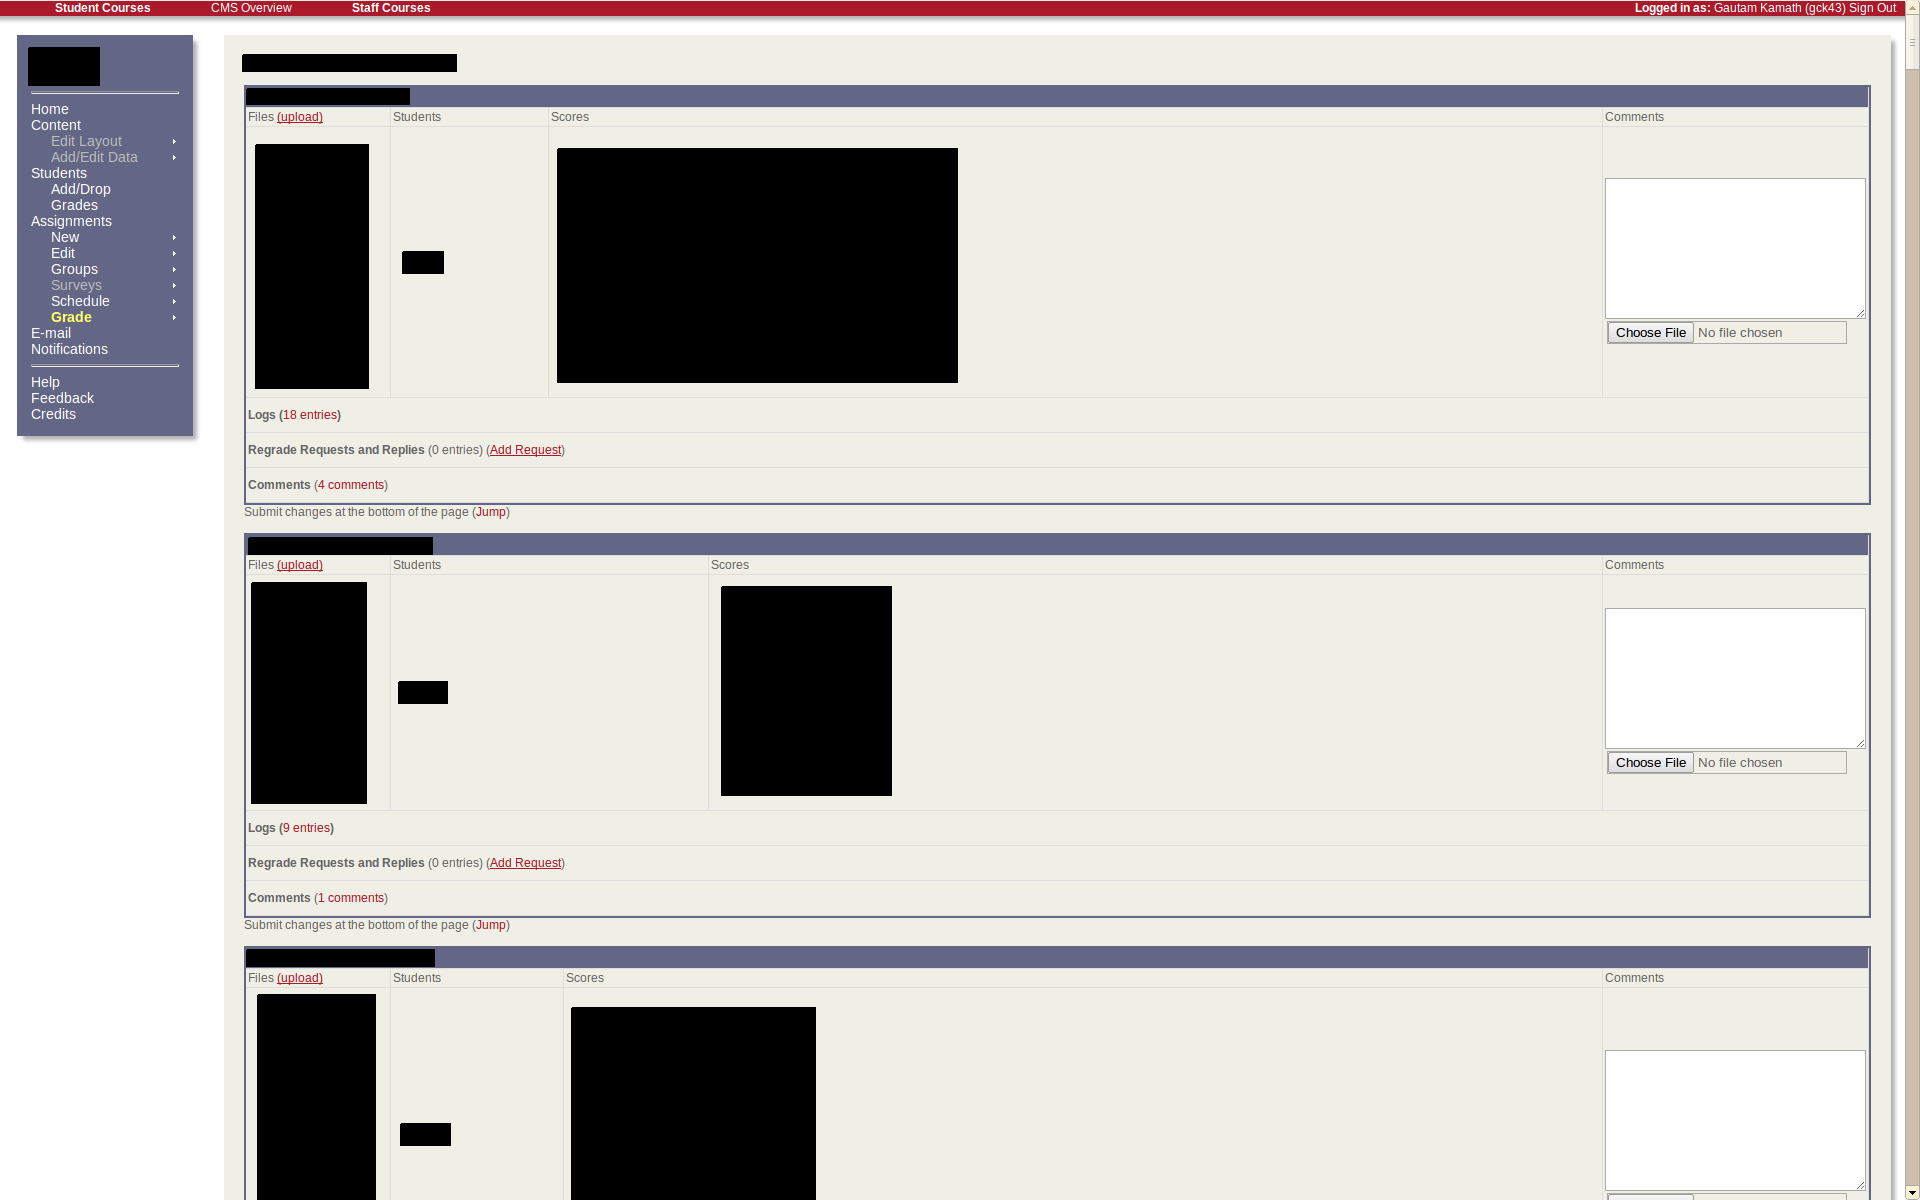 Student Courses CMS Overview Staff Courses Logged in as: Gautam Kamath (gck43) Sign Out
Home
Content
Edit Layout
Add/Edit Data
Students
Add/Drop
Grades
Assignments
New
Edit
Groups
Surveys
Schedule
Grade
E-mail
Notifications
Help
Feedback
Credits
Files (upload) Students Scores Comments
Choose File No file chosen
Logs (18 entries)
Regrade Requests and Replies (0 entries) (Add Request)
Comments (4 comments)
Submit changes at the bottom of the page (Jump)
Files (upload) Students Scores Comments
Choose File No file chosen
Logs (9 entries)
Regrade Requests and Replies (0 entries) (Add Request)
Comments (1 comments)
Submit changes at the bottom of the page (Jump)
Files (upload) Students Scores Comments